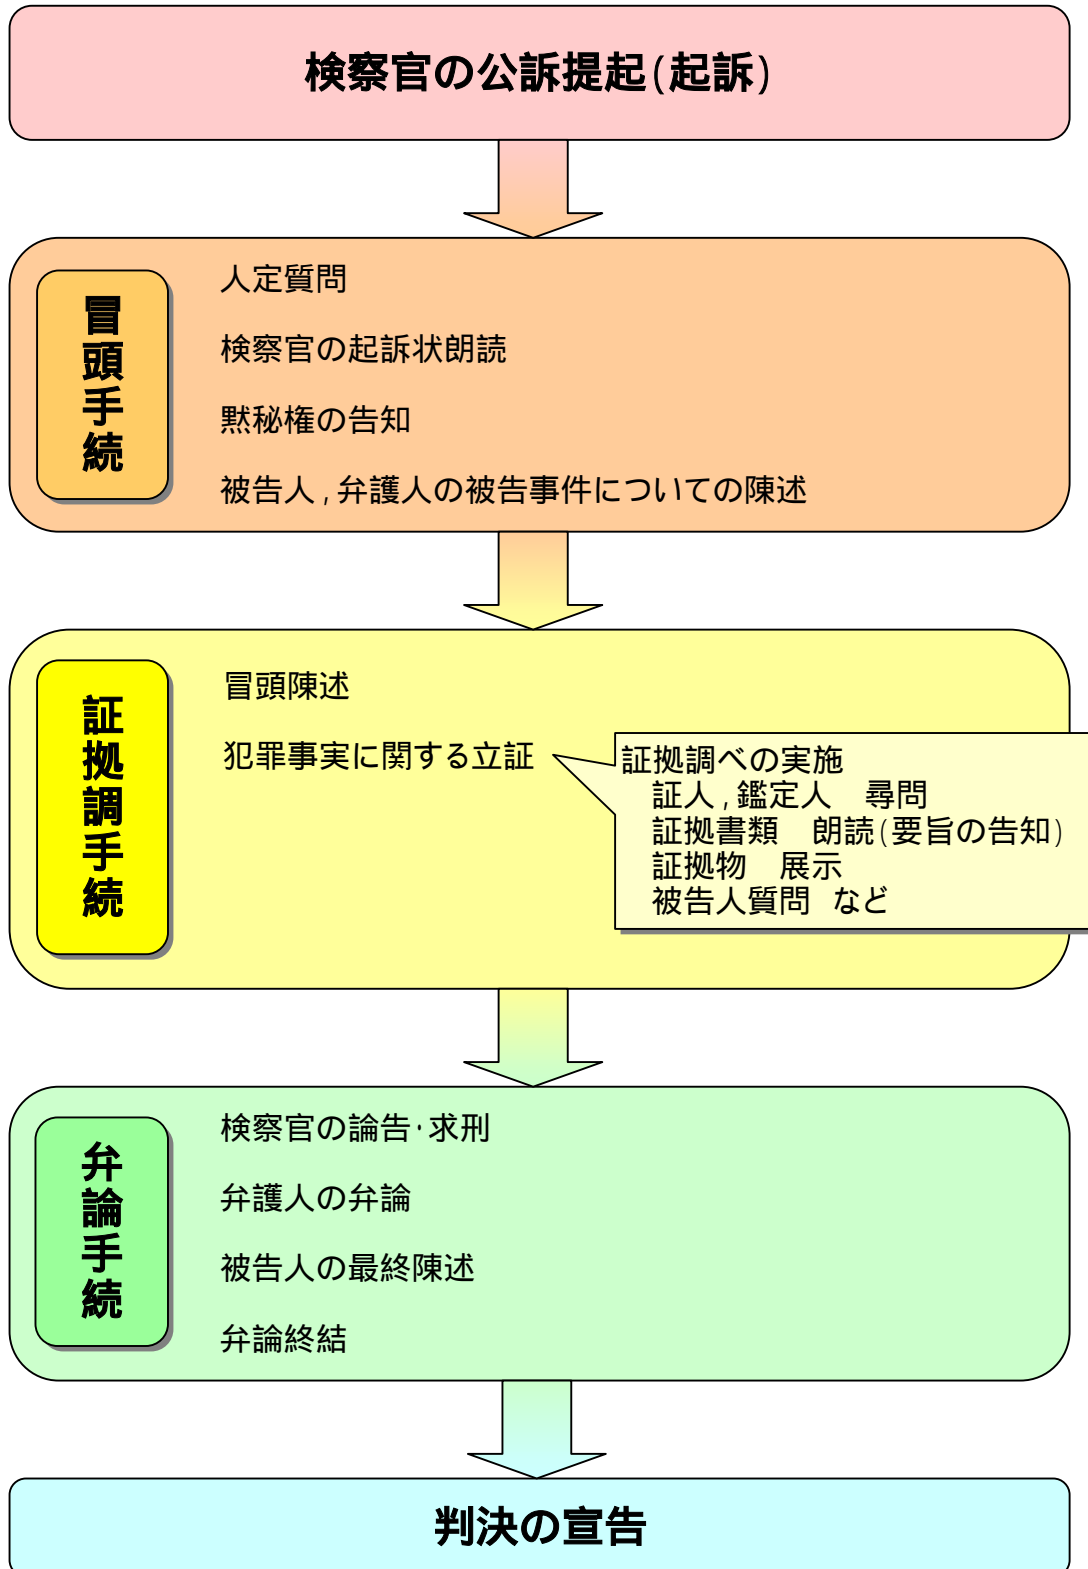 検察官の公訴提起(起訴)
冒頭手続
人定質問
検察官の起訴状朗読
黙秘権の告知
被告人,弁護人の被告事件についての陳述
証拠調手続
冒頭陳述
犯罪事実に関する立証
証拠調べの実施
証人,鑑定人　尋問
証拠書類　朗読(要旨の告知)
証拠物　展示
被告人質問　など
弁論手続
検察官の論告・求刑
弁護人の弁論
被告人の最終陳述
弁論終結
判決の宣告